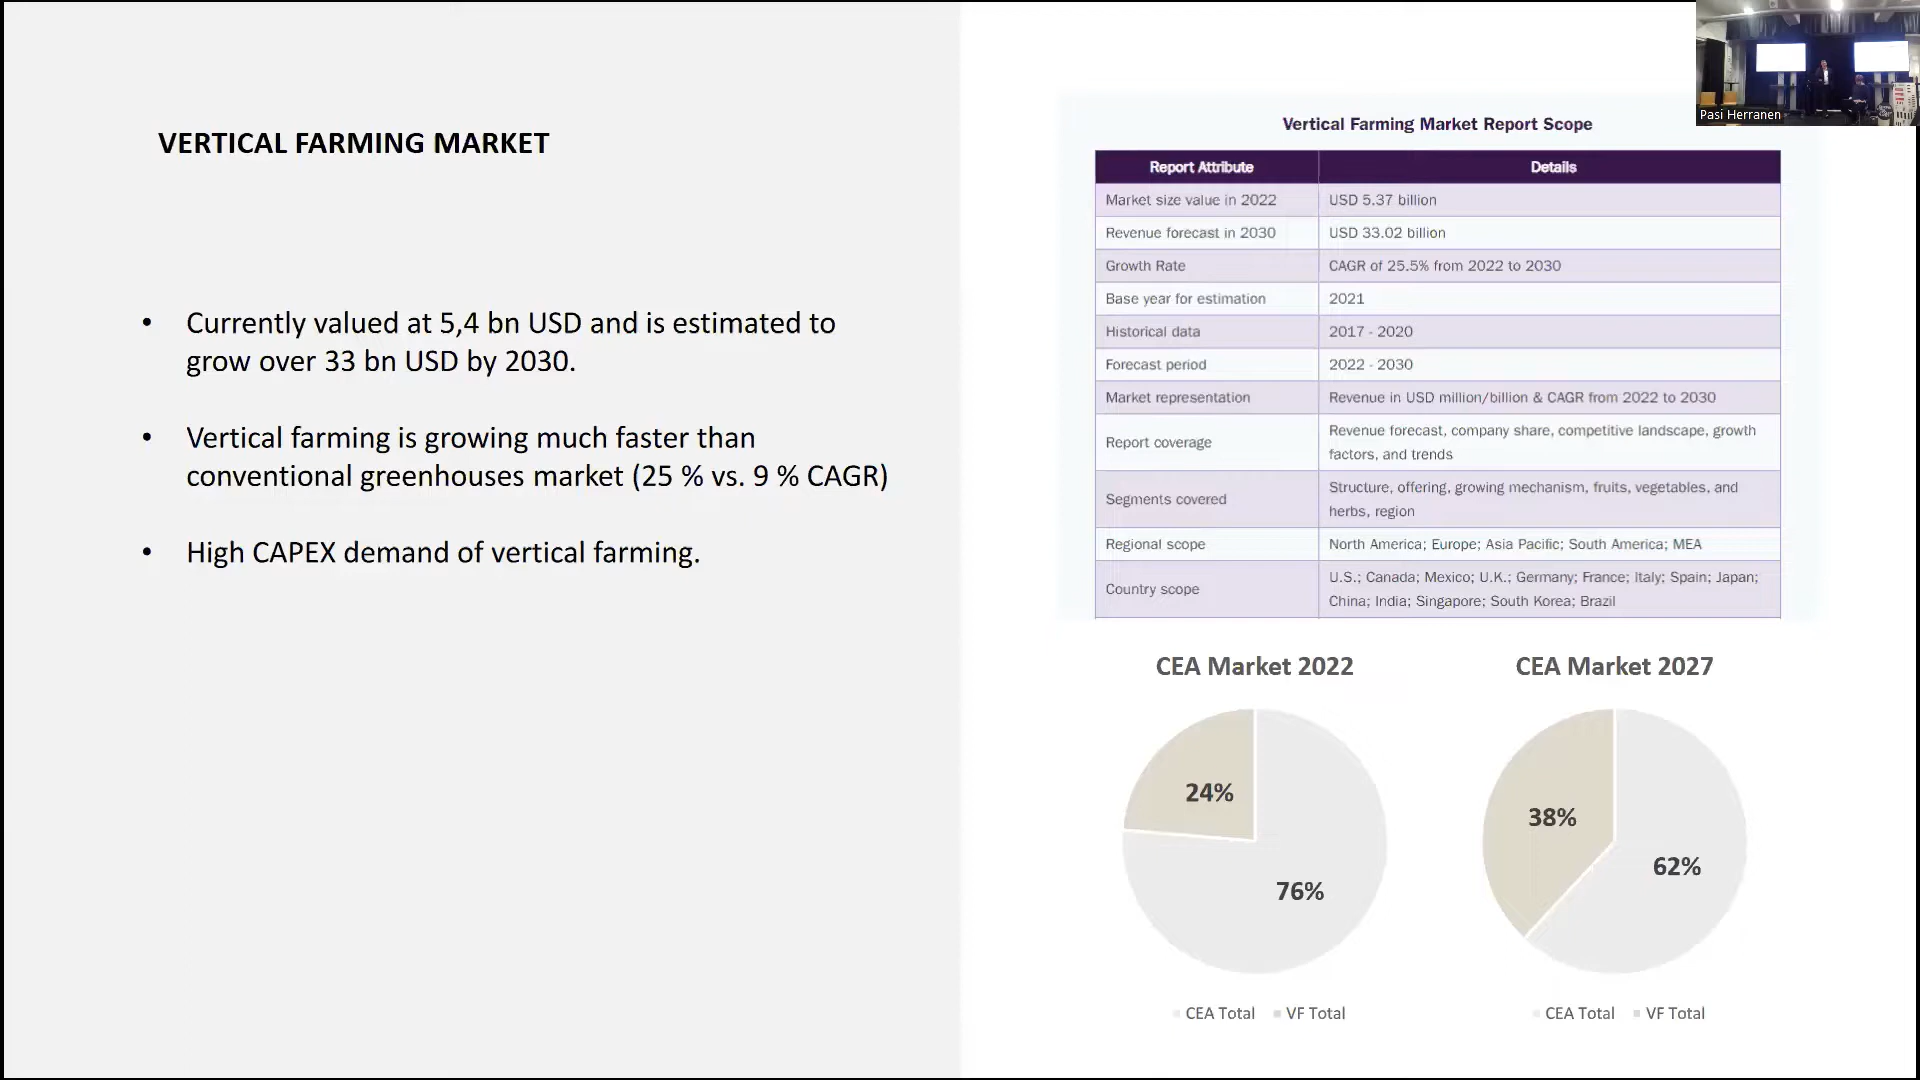 VERTICAL FARMING MARKET
• Currently valued at 5,4 bn USD and is estimated to
grow over 33 bn USD by 2030.
• Vertical farming is growing much faster than
conventional greenhouses market (25 % vs. 9 % CAGR)
• High CAPEX demand of vertical farming.
Pasi Herranen
Vertical Farming Market Report Scope
Report Attribute Details
Market size value in 2022 USD 5.37 billion
Revenue forecast in 2030 USD 33.02 billion
Growth Rate CAGR of 25.5% from 2022 to 2030
Base year for estimation 2021
Historical data 2017 - 2020
Forecast period 2022 - 2030
Market representation Revenue in USD million/billion & CAGR from 2022 to 2030
Report coverage Revenue forecast, company share, competitive landscape, growth
factors, and trends
Segments covered Structure, offering, growing mechanism, fruits, vegetables, and
herbs, region
Regional scope North America; Europe; Asia Pacific; South America; MEA
Country scope U.S.; Canada; Mexico; U.K.; Germany; France; Italy; Spain; Japan;
China; India; Singapore; South Korea; Brazil
CEA Market 2022
24%
76%
CEA Total VF Total
CEA Market 2027
38%
62%
CEA Total VF Total